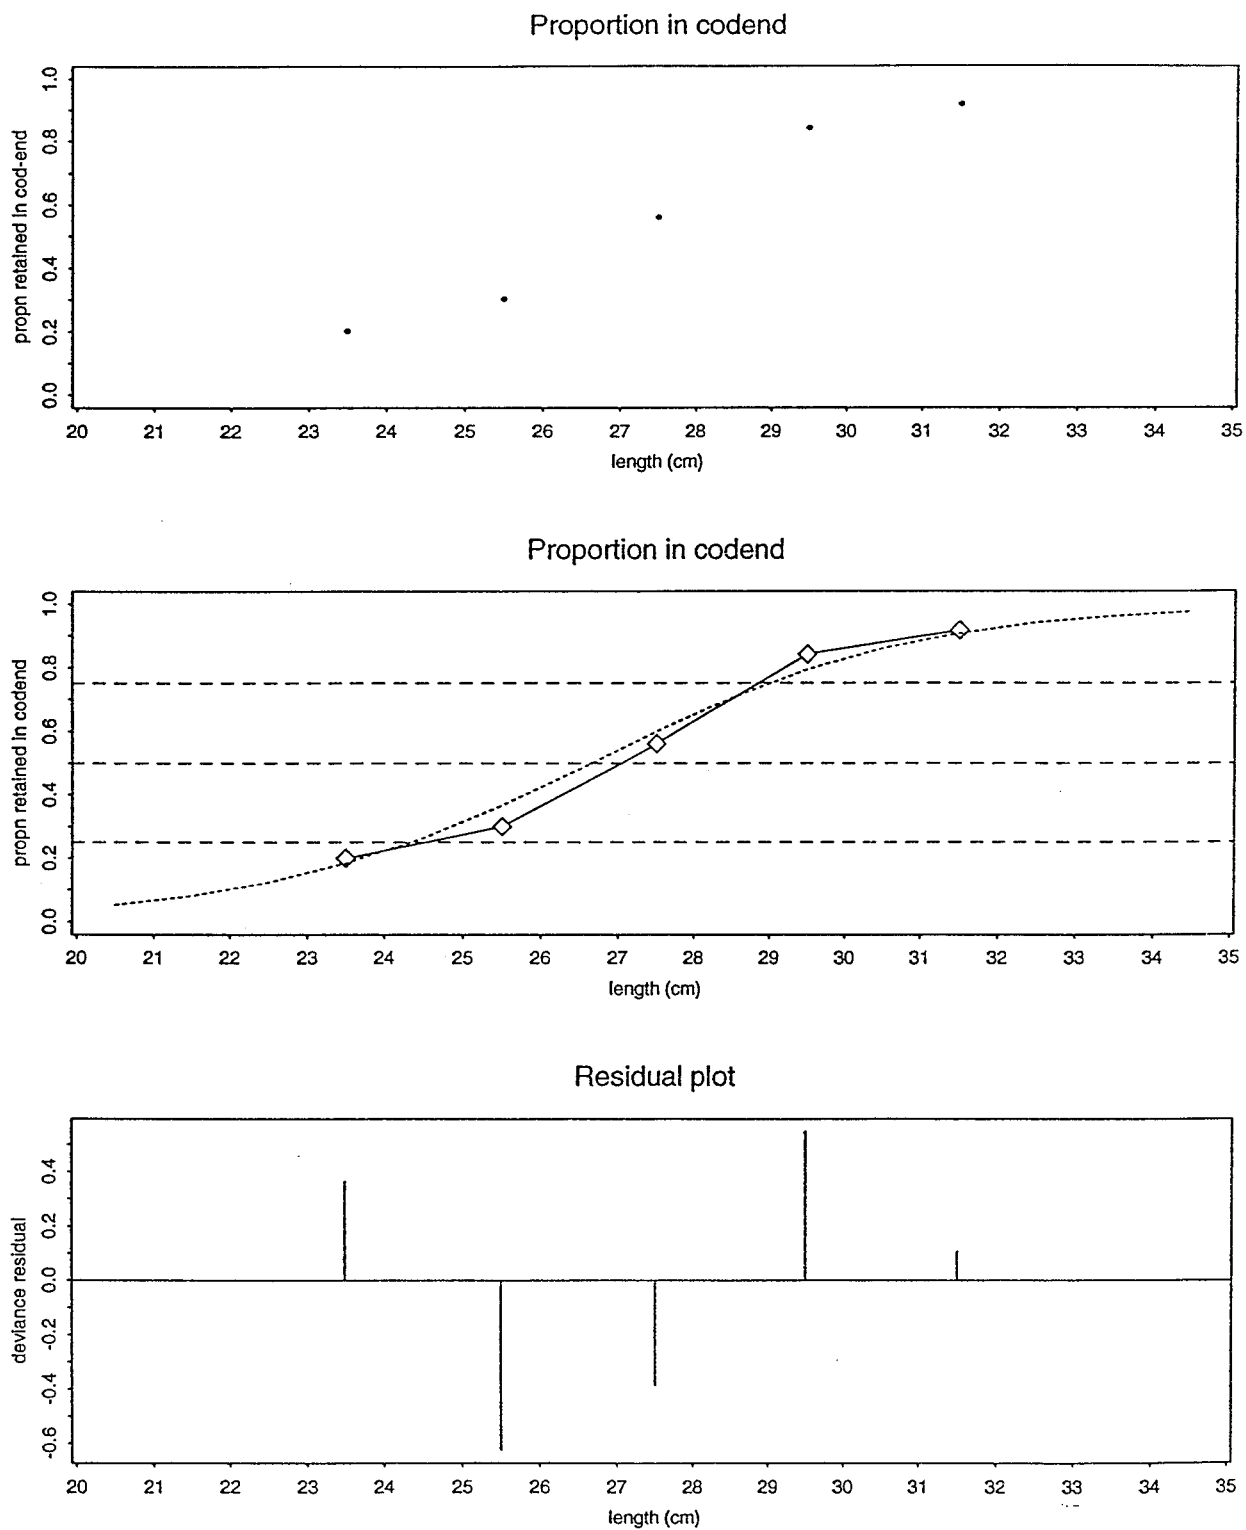 Proportion in codend
propn retained in cod-end
1.0
0.8
0.6
0.4
0.2
0.0
20 21 22 23 24 25 26 27 28 29 30 31 32 33 34 35
length (cm)
Proportion in codend
propn retained in codend
1.0
0.8
0.6
0.4
0.2
0.0
20 21 22 23 24 25 26 27 28 29 30 31 32 33 34 35
length (cm)
Residual plot
deviance residual
0.4
0.2
0.0
-0.2
-0.4
-0.6
20 21 22 23 24 25 26 27 28 29 30 31 32 33 34 35
length (cm)